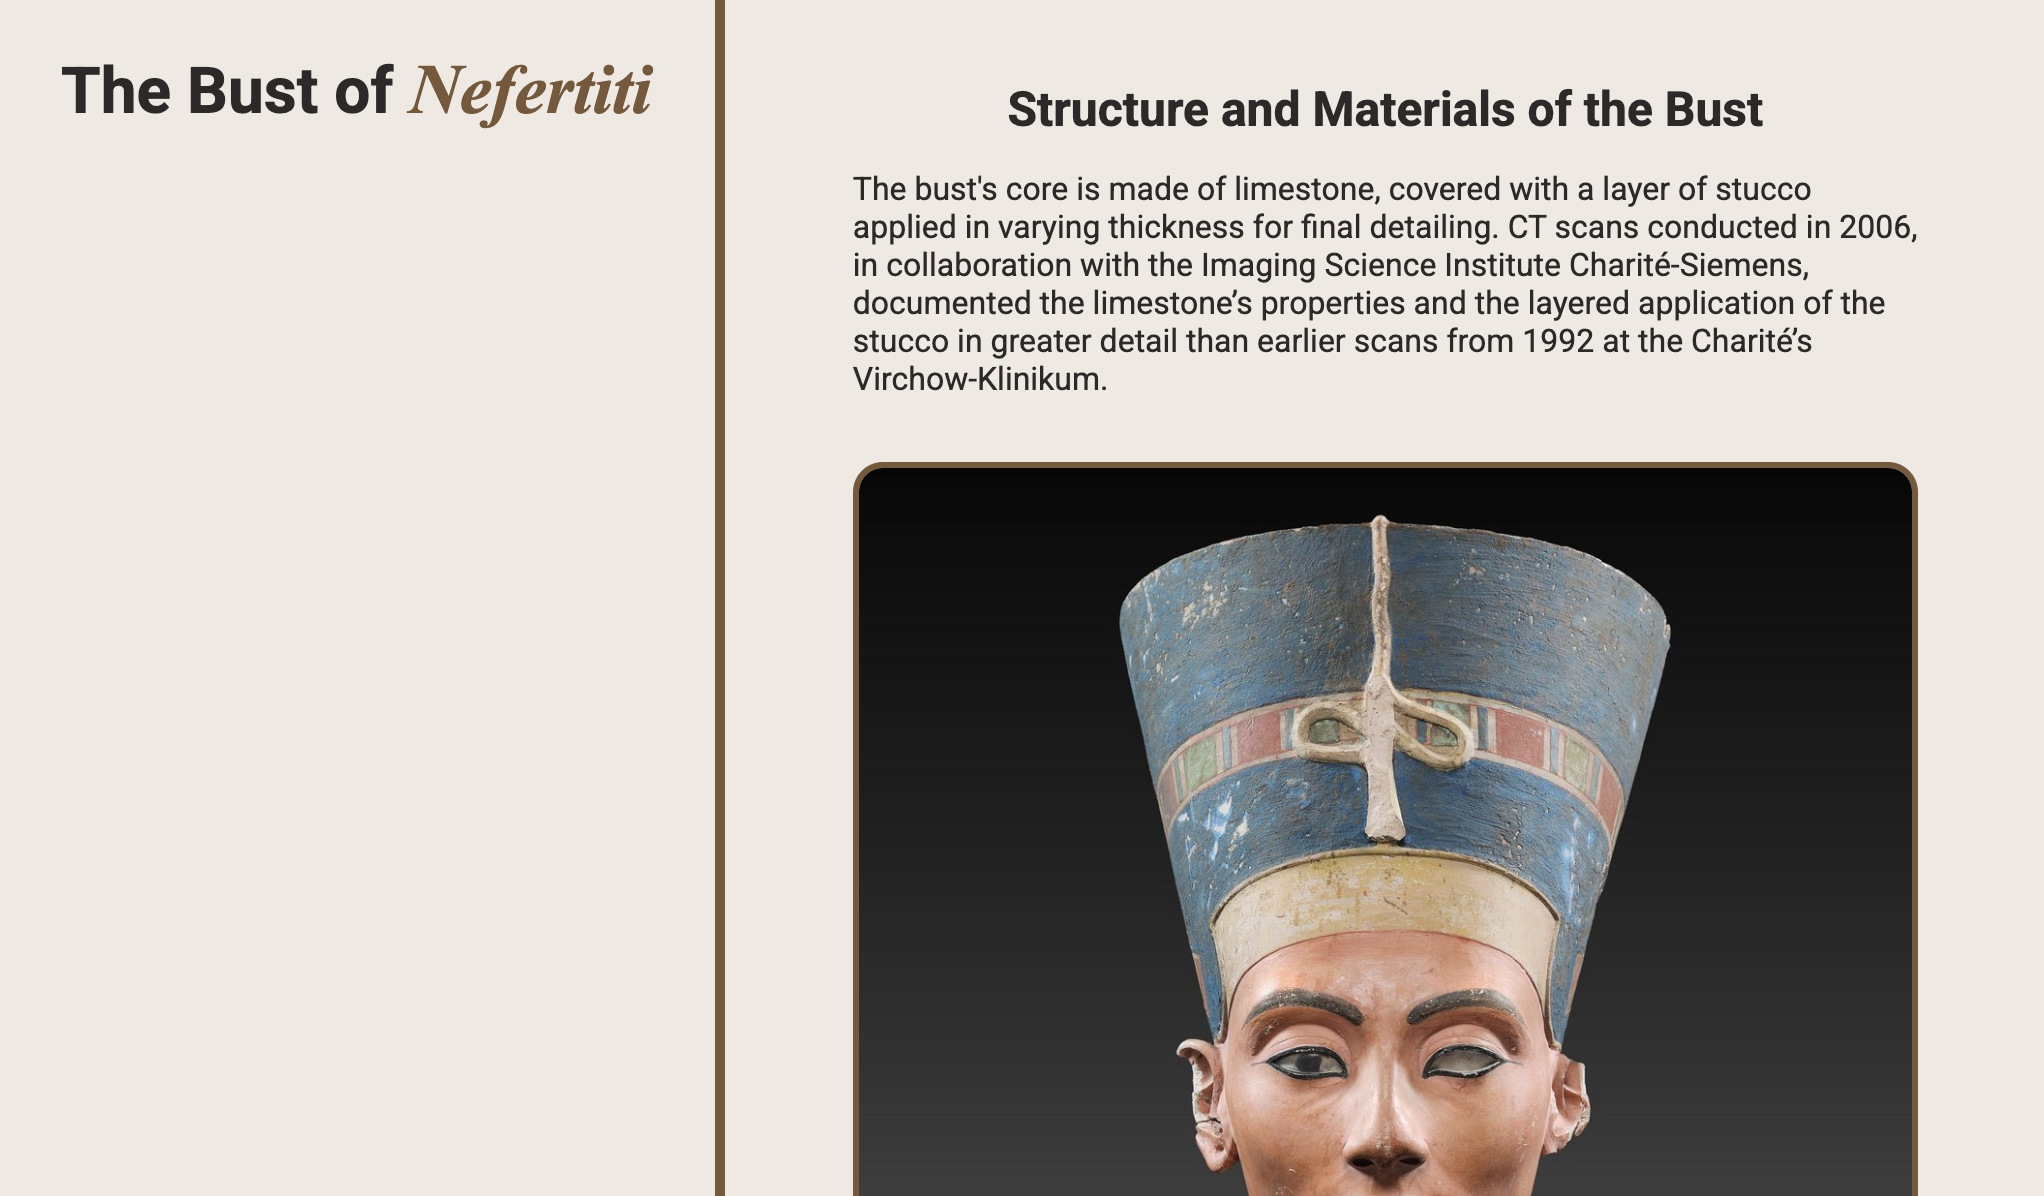 The Bust of Nefertiti
Structure and Materials of the Bust
The bust's core is made of limestone, covered with a layer of stucco
applied in varying thickness for final detailing. CT scans conducted in 2006,
in collaboration with the Imaging Science Institute Charité-Siemens,
documented the limestone’s properties and the layered application of the
stucco in greater detail than earlier scans from 1992 at the Charité’s
Virchow-Klinikum.